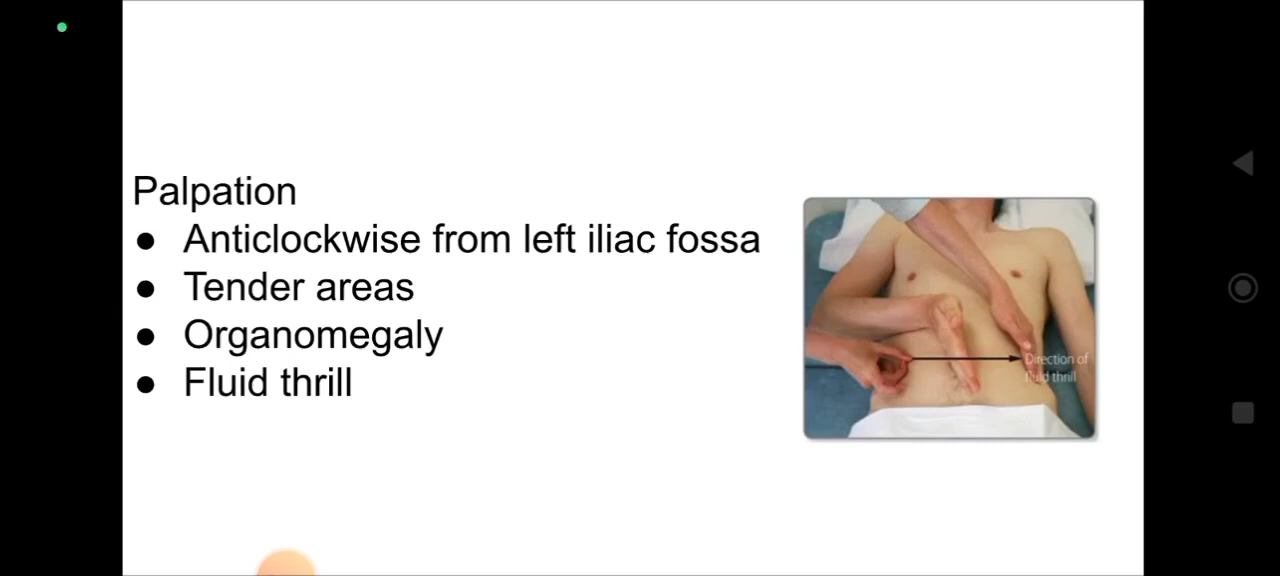 Palpation
● Anticlockwise from left iliac fossa
● Tender areas
● Organomegaly
● Fluid thrill
Direction of
fluid thrill